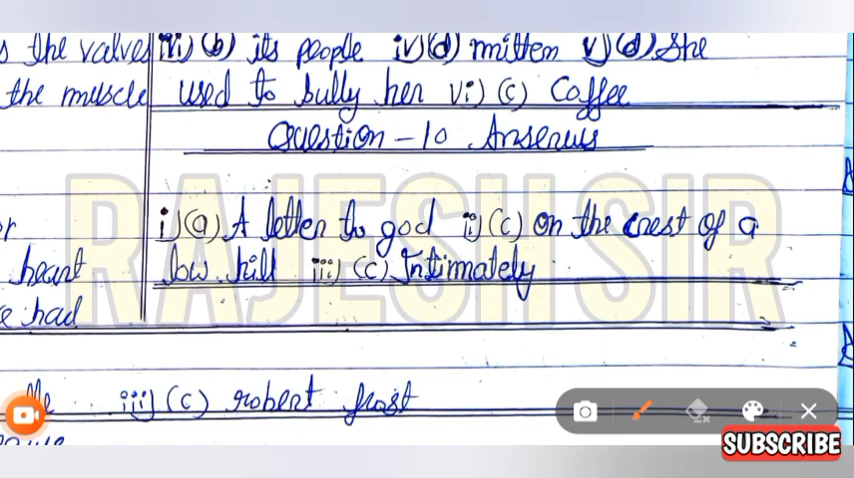 s the valves iii) (b) its people iv) (d) mittem v) (d) She
the muscle used to bully her vi) (c) Coffee
Question - 10 Answers
or i) (a) A letter to god ii) (c) on the crest of a
heart low hill iii) (c) Intimately
e had
RAJESH SIR
iii) (c) robert frost
SUBSCRIBE